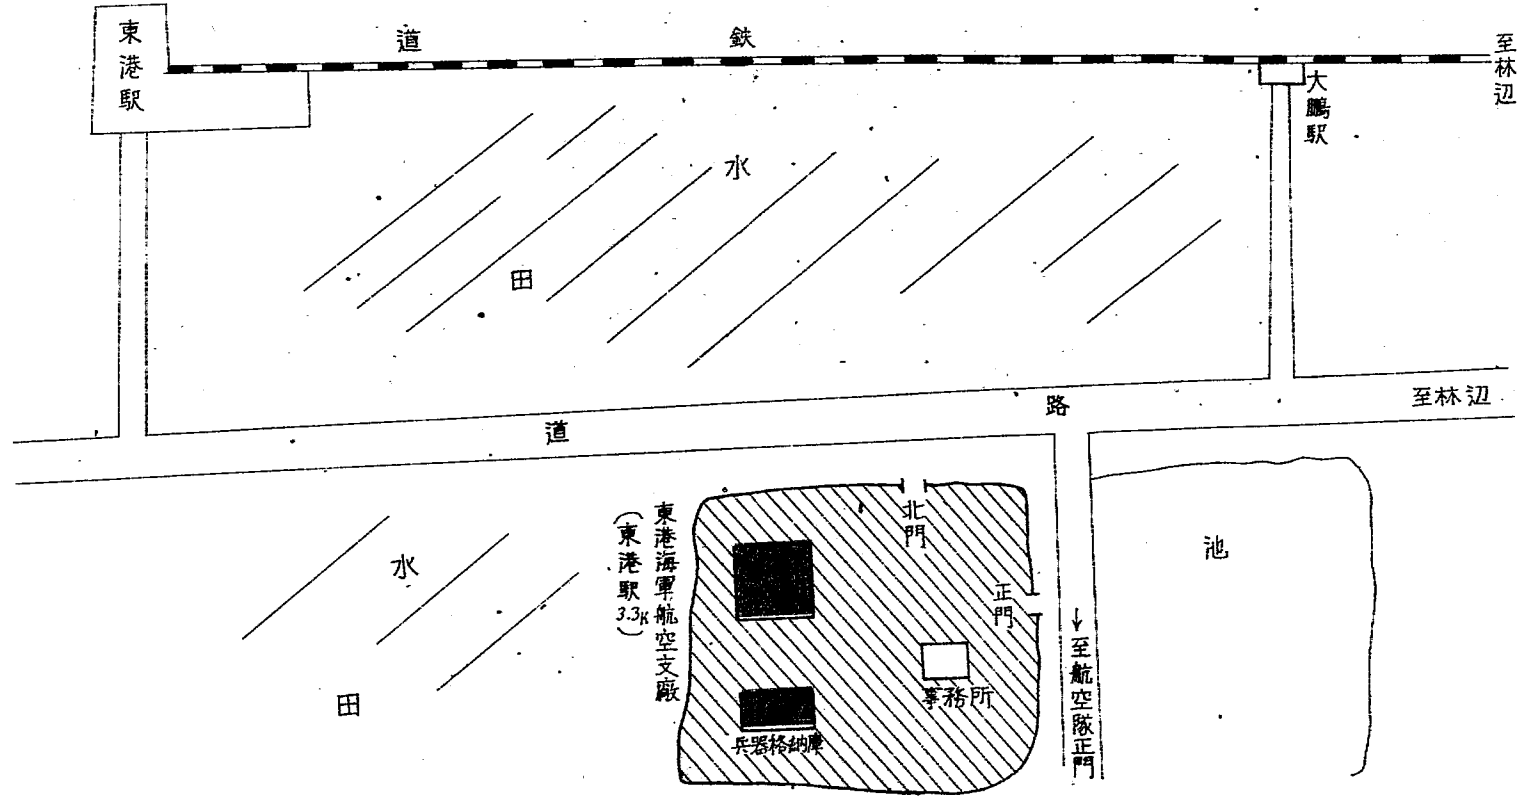 東港駅
鉄道
至林辺
大鵬駅
水田
道路
至林辺
東港海軍航空支廠
（東港駅3.3K）
北門
正門
事務所
兵器格納庫
↓至航空隊正門
池
水田